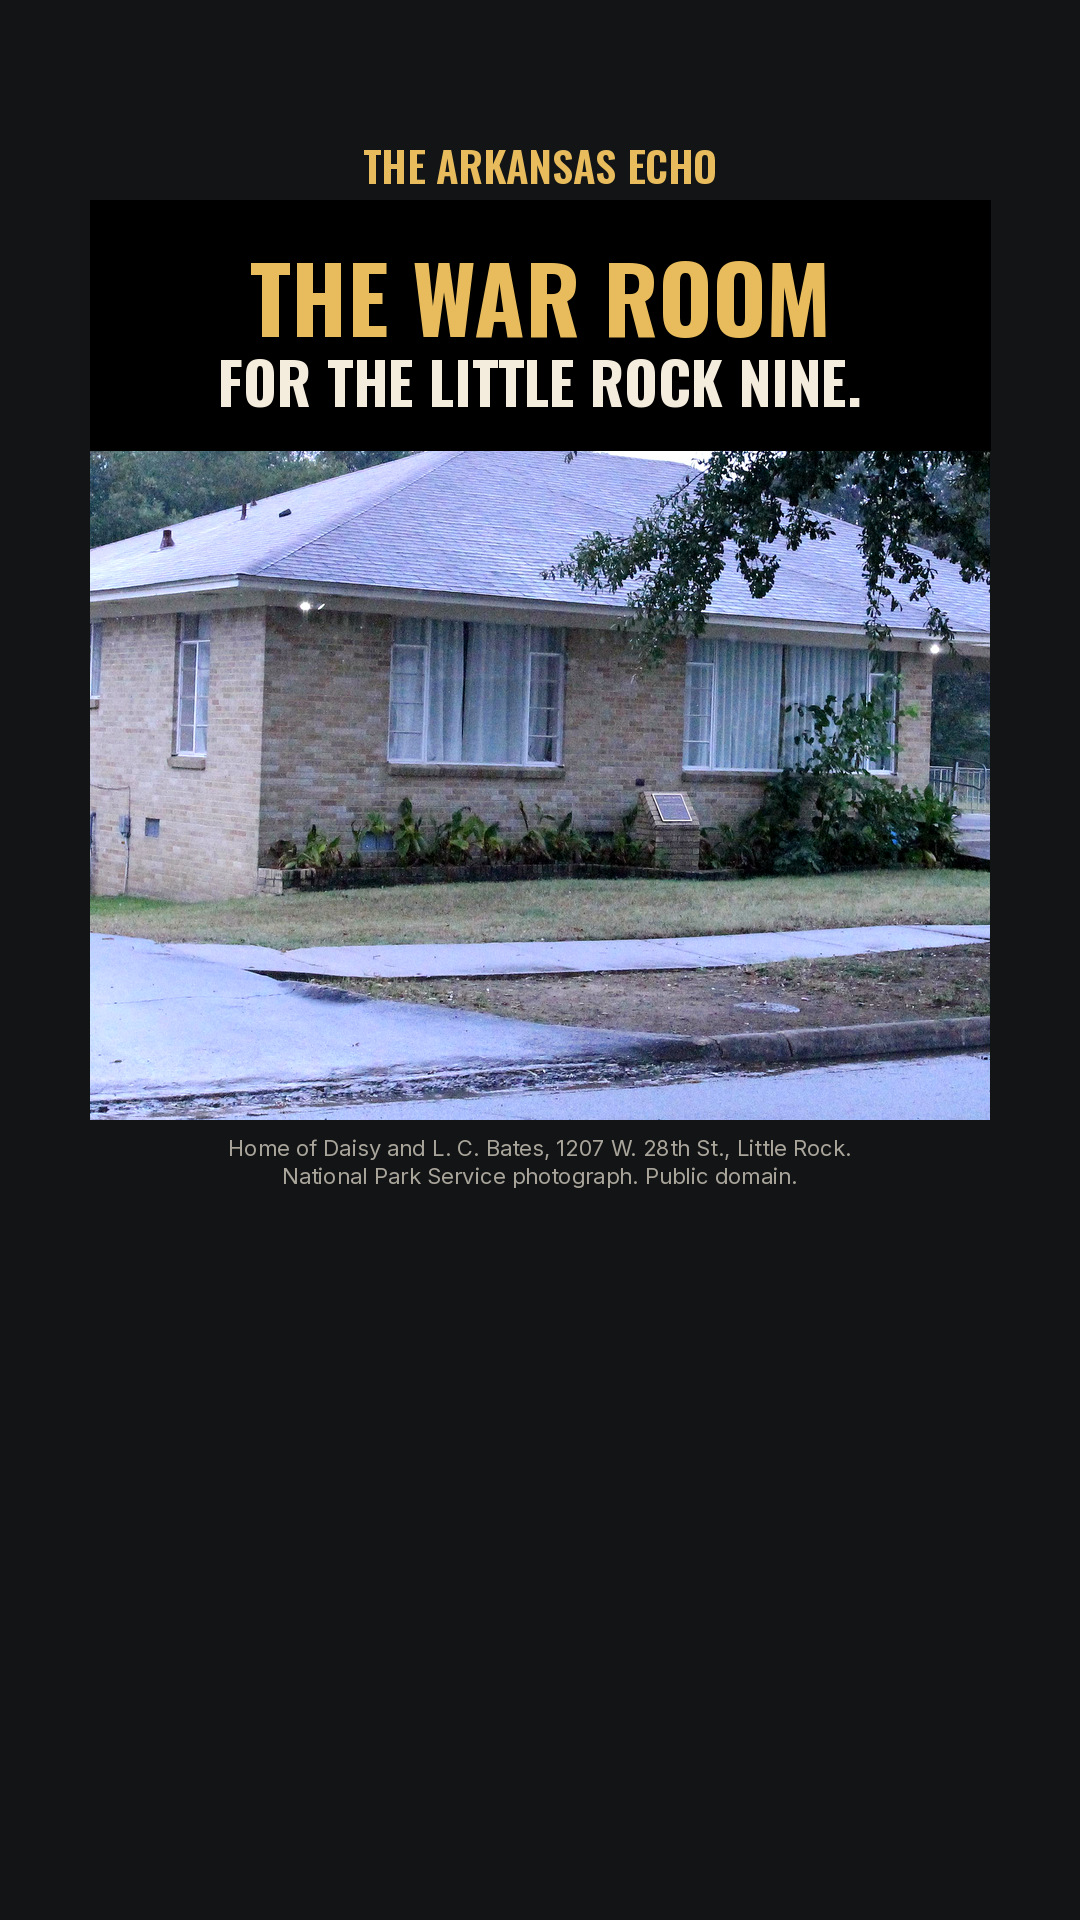 THE ARKANSAS ECHO
THE WAR ROOM
FOR THE LITTLE ROCK NINE.
Home of Daisy and L. C. Bates, 1207 W. 28th St., Little Rock.
National Park Service photograph. Public domain.